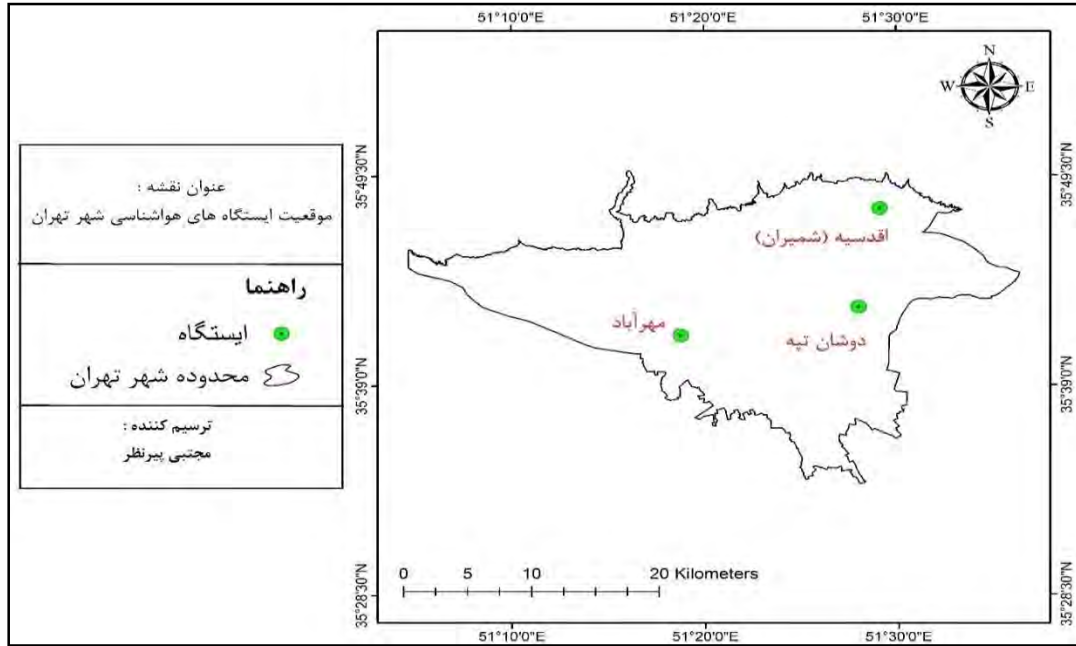 عنوان نقشه :
موقعیت ایستگاه های هواشناسی شهر تهران
راهنما
ایستگاه
محدوده شهر تهران
ترسیم کننده :
مجتبی پیرنظر
51°10'0"E
51°20'0"E
51°30'0"E
N
W
E
S
35°49'30"N
35°49'30"N
اقدسیه (شمیران)
مهرآباد
دوشان تپه
35°39'0"N
35°39'0"N
0 5 10 20 Kilometers
35°28'30"N
35°28'30"N
51°10'0"E
51°20'0"E
51°30'0"E